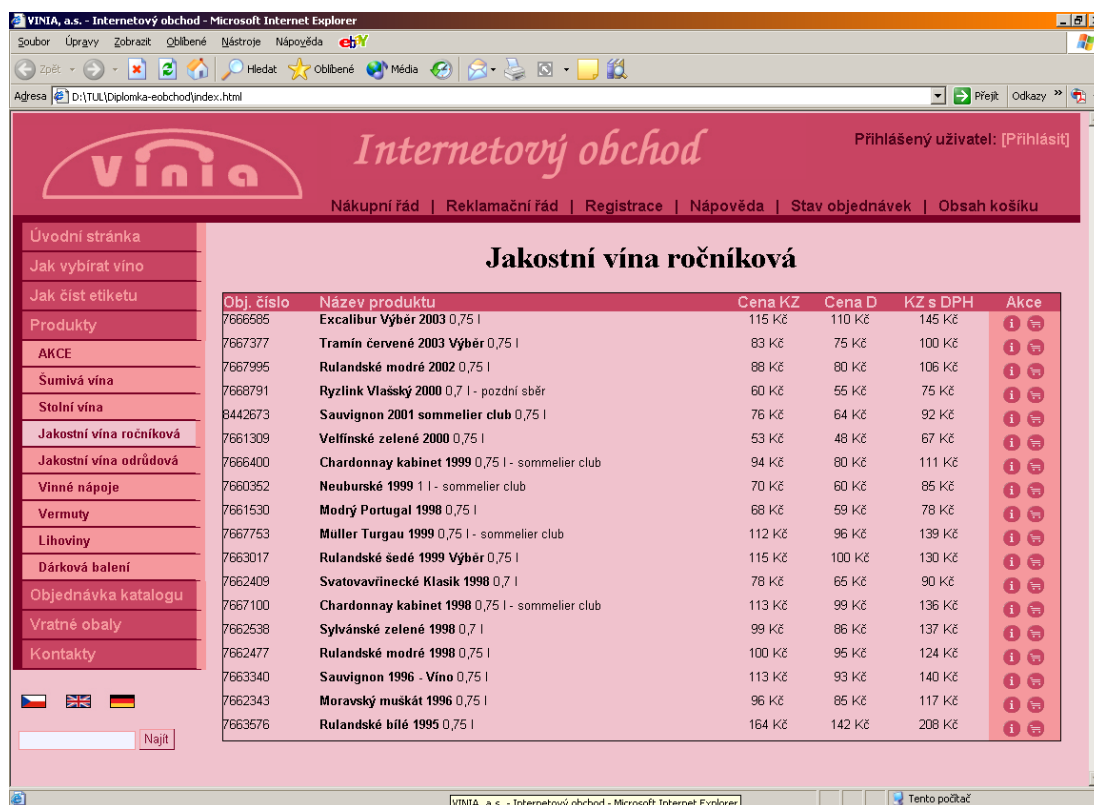 VINIA, a.s. - Internetový obchod - Microsoft Internet Explorer
Soubor Úpravy Zobrazit Oblíbené Nástroje Nápověda ebY
Zpět Hledat Oblíbené Média
Adresa D:\TUL\Diplomka-eobchod\index.html Přejít Odkazy »
Vinia Internetový obchod Přihlášený uživatel: [Přihlásit]
Nákupní řád | Reklamační řád | Registrace | Nápověda | Stav objednávek | Obsah košíku
Úvodní stránka
Jak vybírat víno
Jak číst etiketu
Produkty
AKCE
Šumivá vína
Stolní vína
Jakostní vína ročníková
Jakostní vína odrůdová
Vinné nápoje
Vermuty
Lihoviny
Dárková balení
Objednávka katalogu
Vratné obaly
Kontakty
Najít
Jakostní vína ročníková
Obj. číslo Název produktu Cena KZ Cena D KZ s DPH Akce
7666585 Excalibur Výběr 2003 0,75 l 115 Kč 110 Kč 145 Kč
7667377 Tramín červené 2003 Výběr 0,75 l 83 Kč 75 Kč 100 Kč
7667995 Rulandské modré 2002 0,75 l 88 Kč 80 Kč 106 Kč
7668791 Ryzlink Vlašský 2000 0,7 l - pozdní sběr 60 Kč 55 Kč 75 Kč
8442673 Sauvignon 2001 sommelier club 0,75 l 76 Kč 64 Kč 92 Kč
7661309 Velfínské zelené 2000 0,75 l 53 Kč 48 Kč 67 Kč
7666400 Chardonnay kabinet 1999 0,75 l - sommelier club 94 Kč 80 Kč 111 Kč
7660352 Neuburské 1999 1 l - sommelier club 70 Kč 60 Kč 85 Kč
7661530 Modrý Portugal 1998 0,75 l 68 Kč 59 Kč 78 Kč
7667753 Müller Turgau 1999 0,75 l - sommelier club 112 Kč 96 Kč 139 Kč
7663017 Rulandské šedé 1999 Výběr 0,75 l 115 Kč 100 Kč 130 Kč
7662409 Svatovavřinecké Klasik 1998 0,7 l 78 Kč 65 Kč 90 Kč
7667100 Chardonnay kabinet 1998 0,75 l - sommelier club 113 Kč 99 Kč 136 Kč
7662538 Sylvánské zelené 1998 0,7 l 99 Kč 86 Kč 137 Kč
7662477 Rulandské modré 1998 0,75 l 100 Kč 95 Kč 124 Kč
7663340 Sauvignon 1996 - Víno 0,75 l 113 Kč 93 Kč 140 Kč
7662343 Moravský muškát 1996 0,75 l 96 Kč 85 Kč 117 Kč
7663576 Rulandské bílé 1995 0,75 l 164 Kč 142 Kč 208 Kč
VINIA, a.s. - Internetový obchod - Microsoft Internet Explorer
Tento počítač